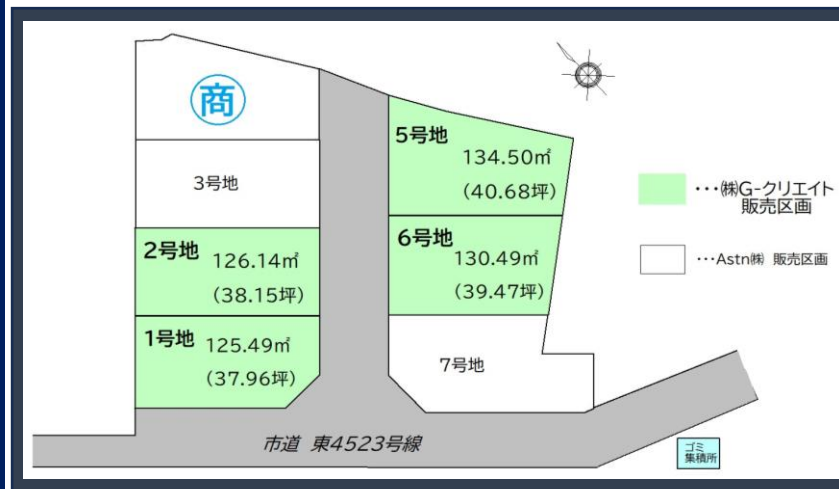 商
3号地
2号地 126.14㎡
(38.15坪)
1号地 125.49㎡
(37.96坪)
5号地
134.50㎡
(40.68坪)
6号地
130.49㎡
(39.47坪)
7号地
市道 東4523号線
・・・㈱G-クリエイト
販売区画
・・・Astn㈱ 販売区画
ゴミ
集積所